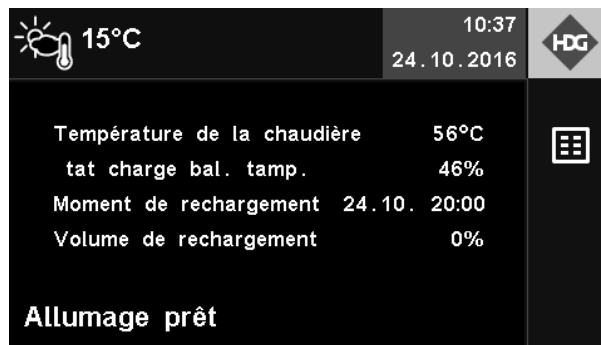 15°C
10:37
24.10.2016
HDG
Température de la chaudière 56°C
tat charge bal. tamp. 46%
Moment de rechargement 24.10. 20:00
Volume de rechargement 0%
Allumage prêt